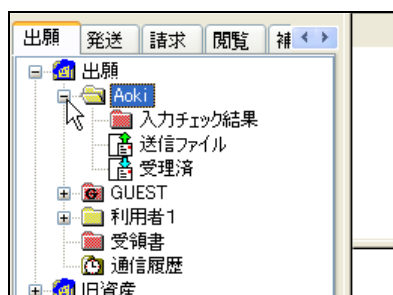 出願 発送 請求 閲覧 補
出願
Aoki
入力チェック結果
送信ファイル
受理済
GUEST
利用者1
受領書
通信履歴
旧資産